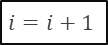 i = i + 1